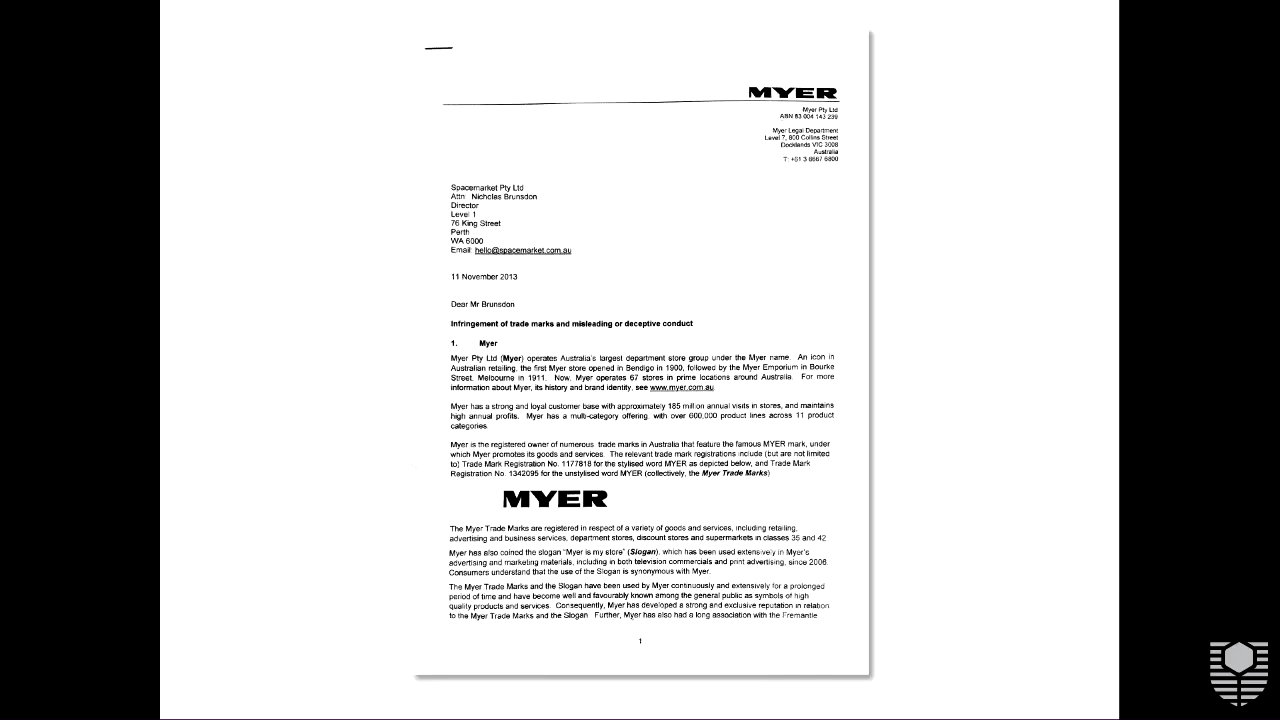 MYER
Myer Pty Ltd
ABN 83 004 143 239
Myer Legal Department
Level 7, 800 Collins Street
Docklands VIC 3008
Australia
T: +61 3 8667 6800
Spacemarket Pty Ltd
Attn: Nicholas Brunsdon
Director
Level 1
76 King Street
Perth
WA 6000
Email: hello@spacemarket.com.au
11 November 2013
Dear Mr Brunsdon
Infringement of trade marks and misleading or deceptive conduct
1. Myer
Myer Pty Ltd (Myer) operates Australia's largest department store group under the Myer name. An icon in
Australian retailing, the first Myer store opened in Bendigo in 1900, followed by the Myer Emporium in Bourke
Street, Melbourne in 1911. Now, Myer operates 67 stores in prime locations around Australia. For more
information about Myer, its history and brand identity, see www.myer.com.au.
Myer has a strong and loyal customer base with approximately 185 million annual visits in stores, and maintains
high annual profits. Myer has a multi-category offering, with over 600,000 product lines across 11 product
categories.
Myer is the registered owner of numerous trade marks in Australia that feature the famous MYER mark, under
which Myer promotes its goods and services. The relevant trade mark registrations include (but are not limited
to) Trade Mark Registration No. 1177818 for the stylised word MYER as depicted below, and Trade Mark
Registration No. 1342095 for the unstylised word MYER (collectively, the Myer Trade Marks)
MYER
The Myer Trade Marks are registered in respect of a variety of goods and services, including retailing,
advertising and business services, department stores, discount stores and supermarkets in classes 35 and 42
Myer has also coined the slogan "Myer is my store" (Slogan), which has been used extensively in Myer's
advertising and marketing materials, including in both television commercials and print advertising, since 2006.
Consumers understand that the use of the Slogan is synonymous with Myer.
The Myer Trade Marks and the Slogan have been used by Myer continuously and extensively for a prolonged
period of time and have become well and favourably known among the general public as symbols of high
quality products and services. Consequently, Myer has developed a strong and exclusive reputation in relation
to the Myer Trade Marks and the Slogan. Further, Myer has also had a long association with the Fremantle
1